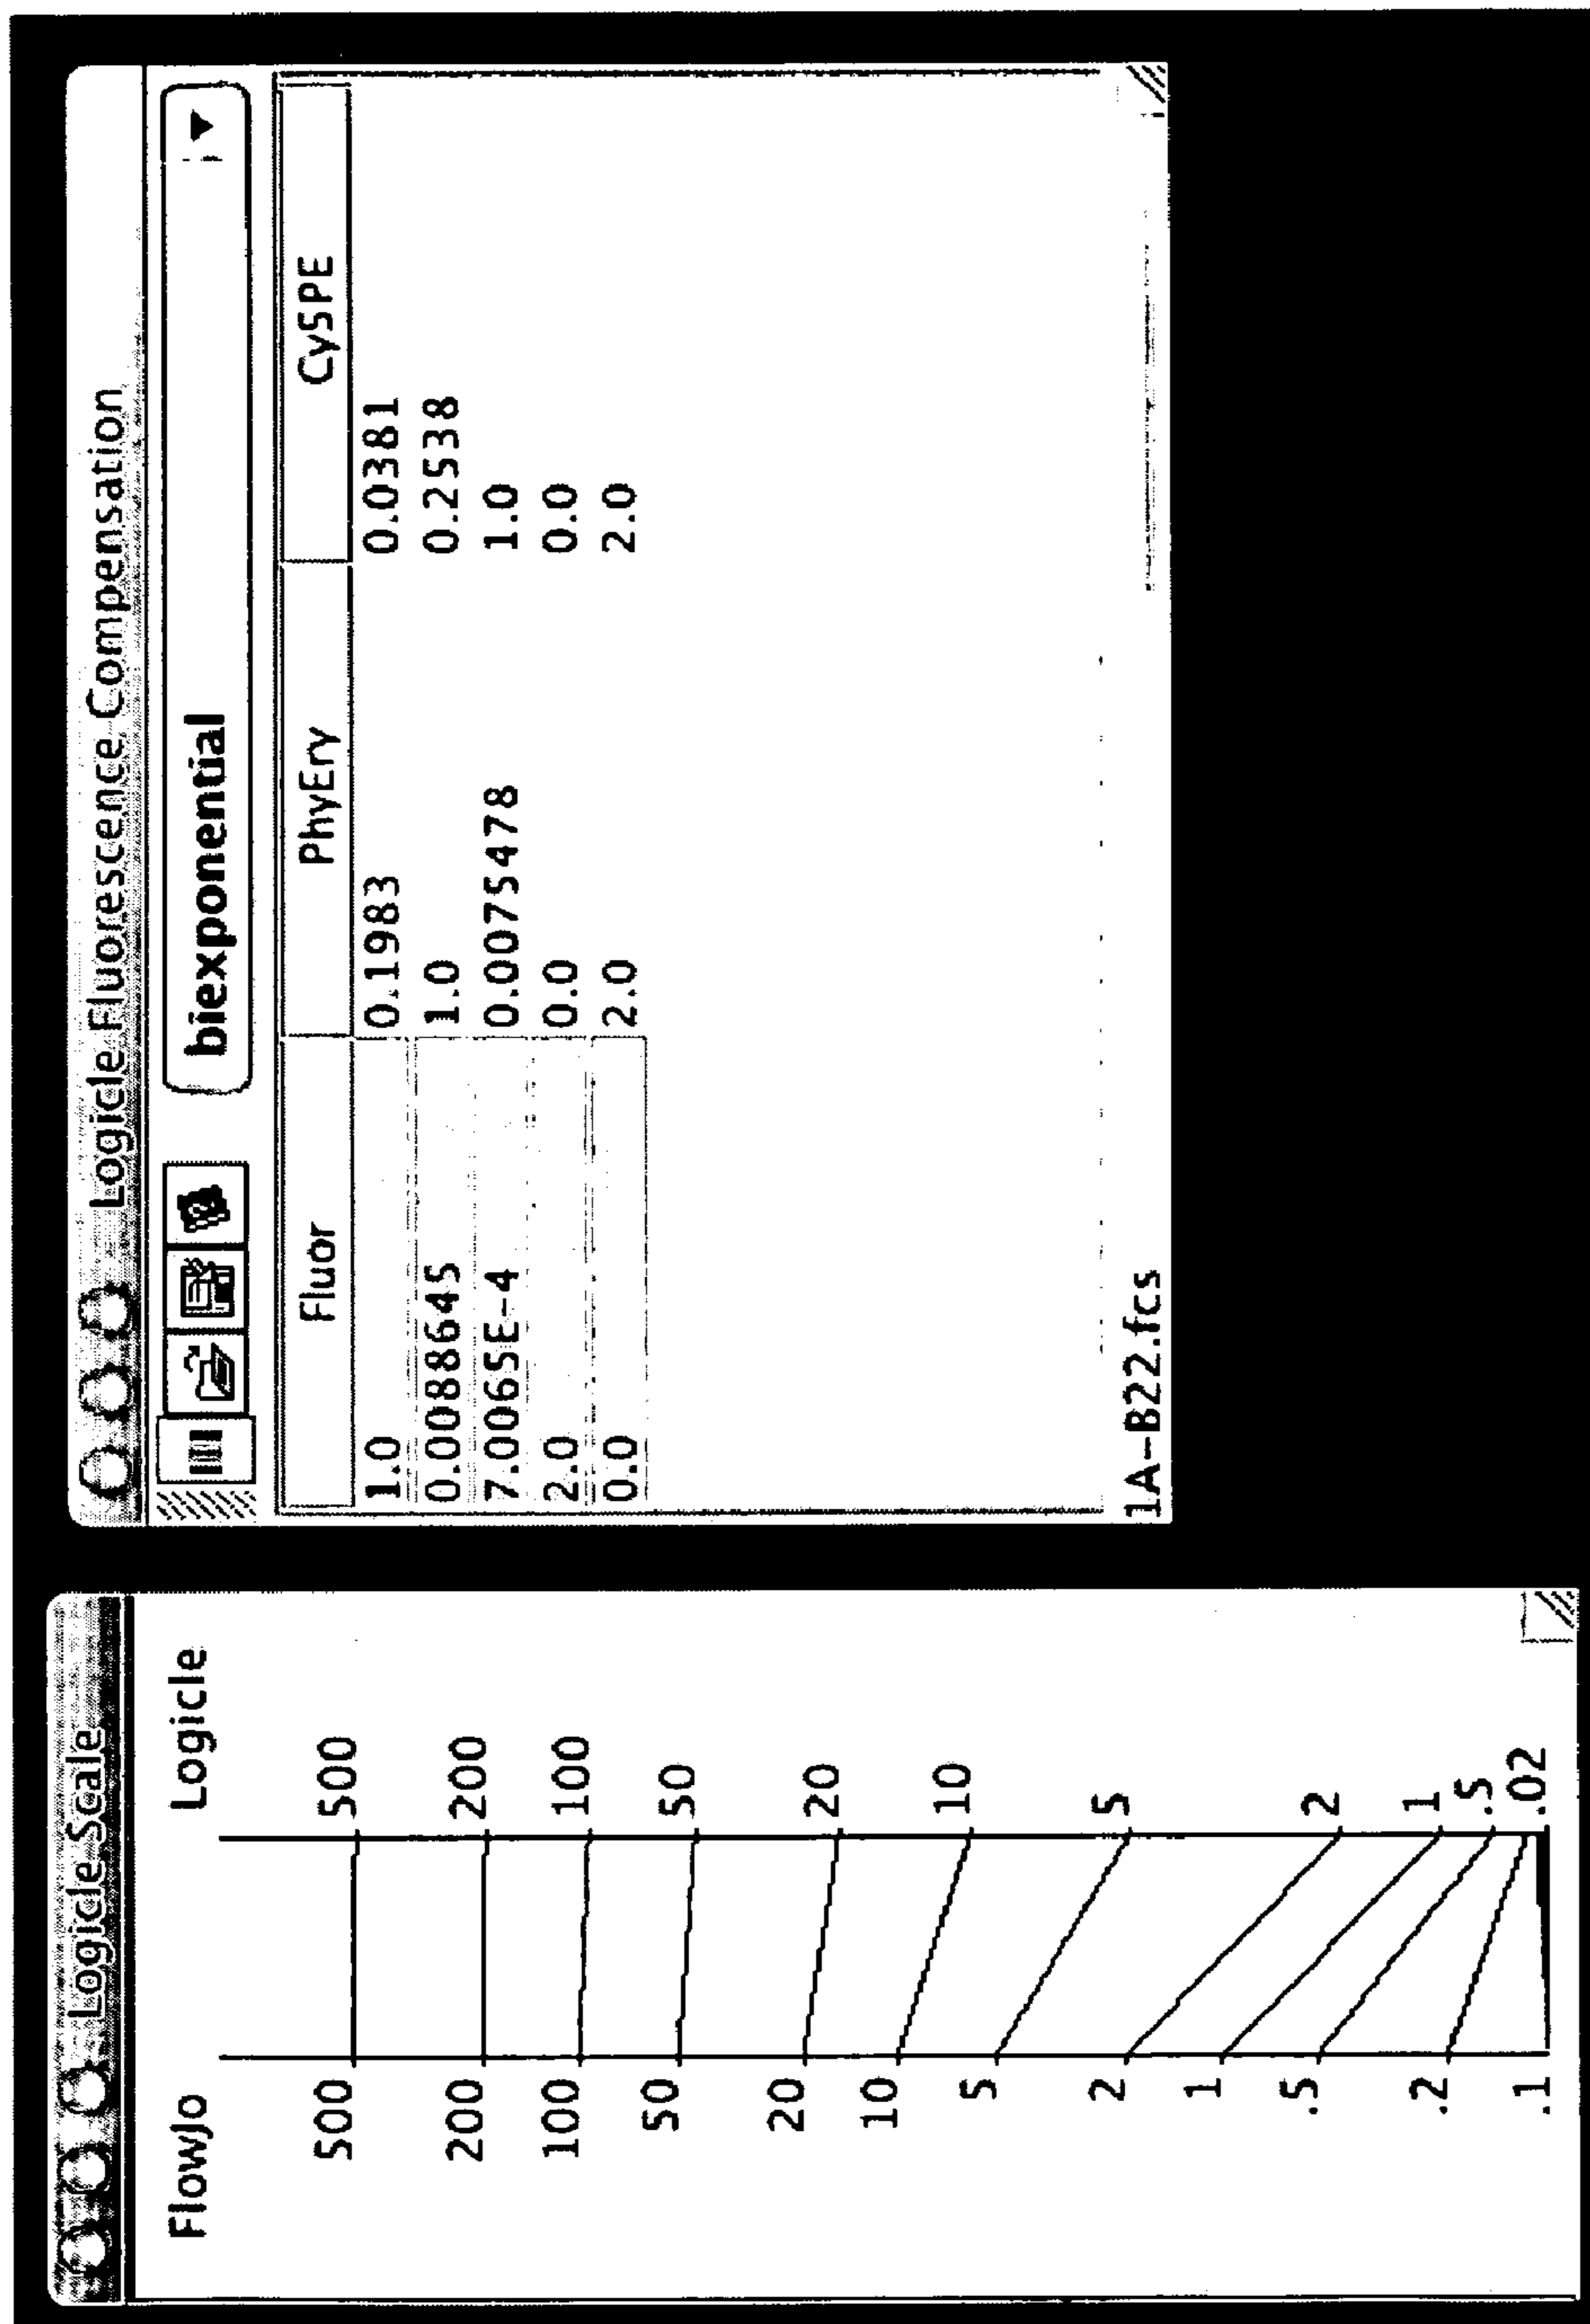 Logicle Scale
FlowJo Logicle
500 500
200 200
100 100
50 50
20 20
10 10
5 5
2 2
1 1
.5 .5
.2 .02
.1
Logicle Fluorescence Compensation
biexponential
Fluor PhyEry Cy5PE
1.0 0.1983 0.0381
0.0088645 1.0 0.2538
7.0065E-4 0.0075478 1.0
2.0 0.0 0.0
0.0 2.0 2.0
1A-B22.fcs